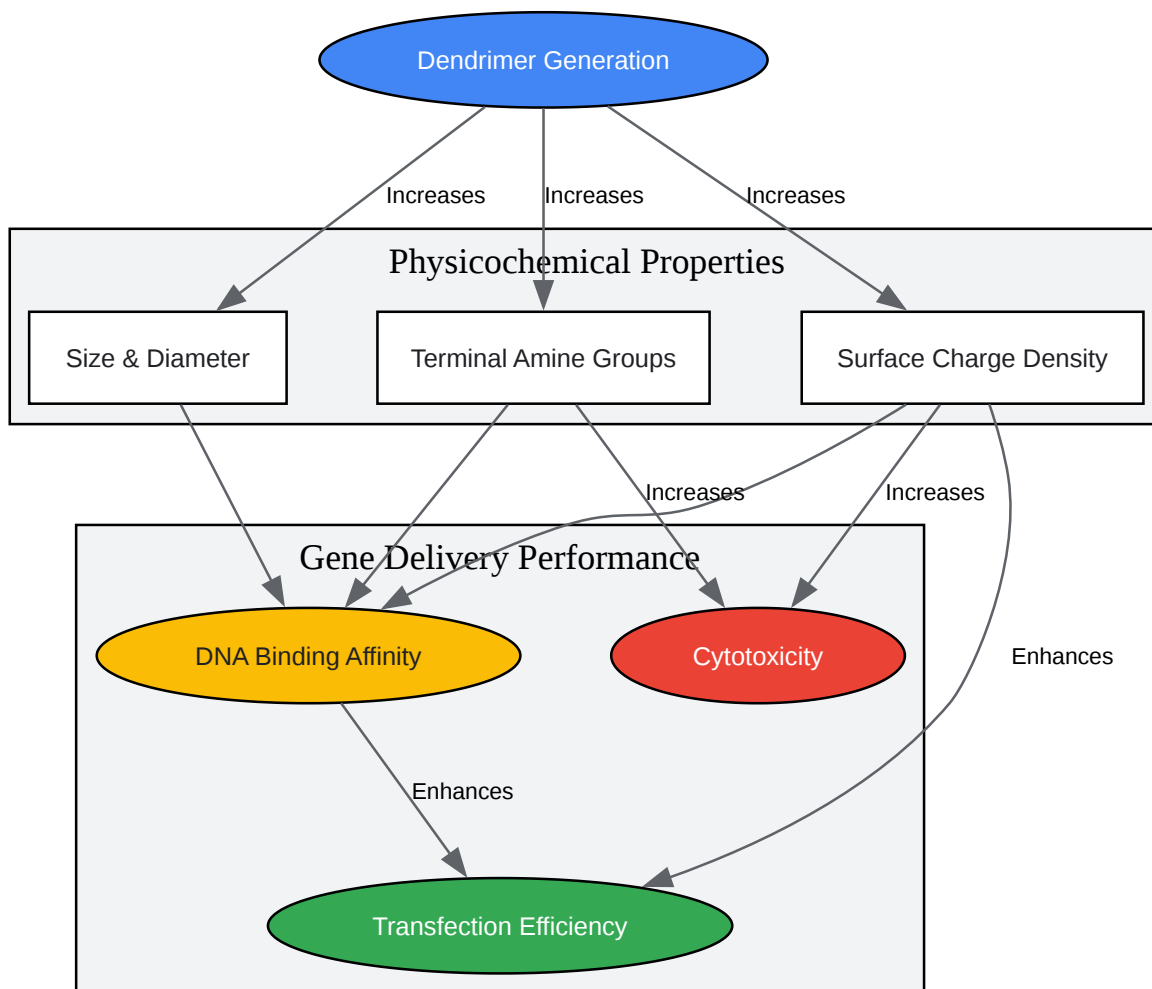 Dendrimer Generation
Increases
Increases
Increases
Physicochemical Properties
Size & Diameter
Terminal Amine Groups
Surface Charge Density
Increases
Increases
Gene Delivery Performance
DNA Binding Affinity
Cytotoxicity
Enhances
Enhances
Transfection Efficiency